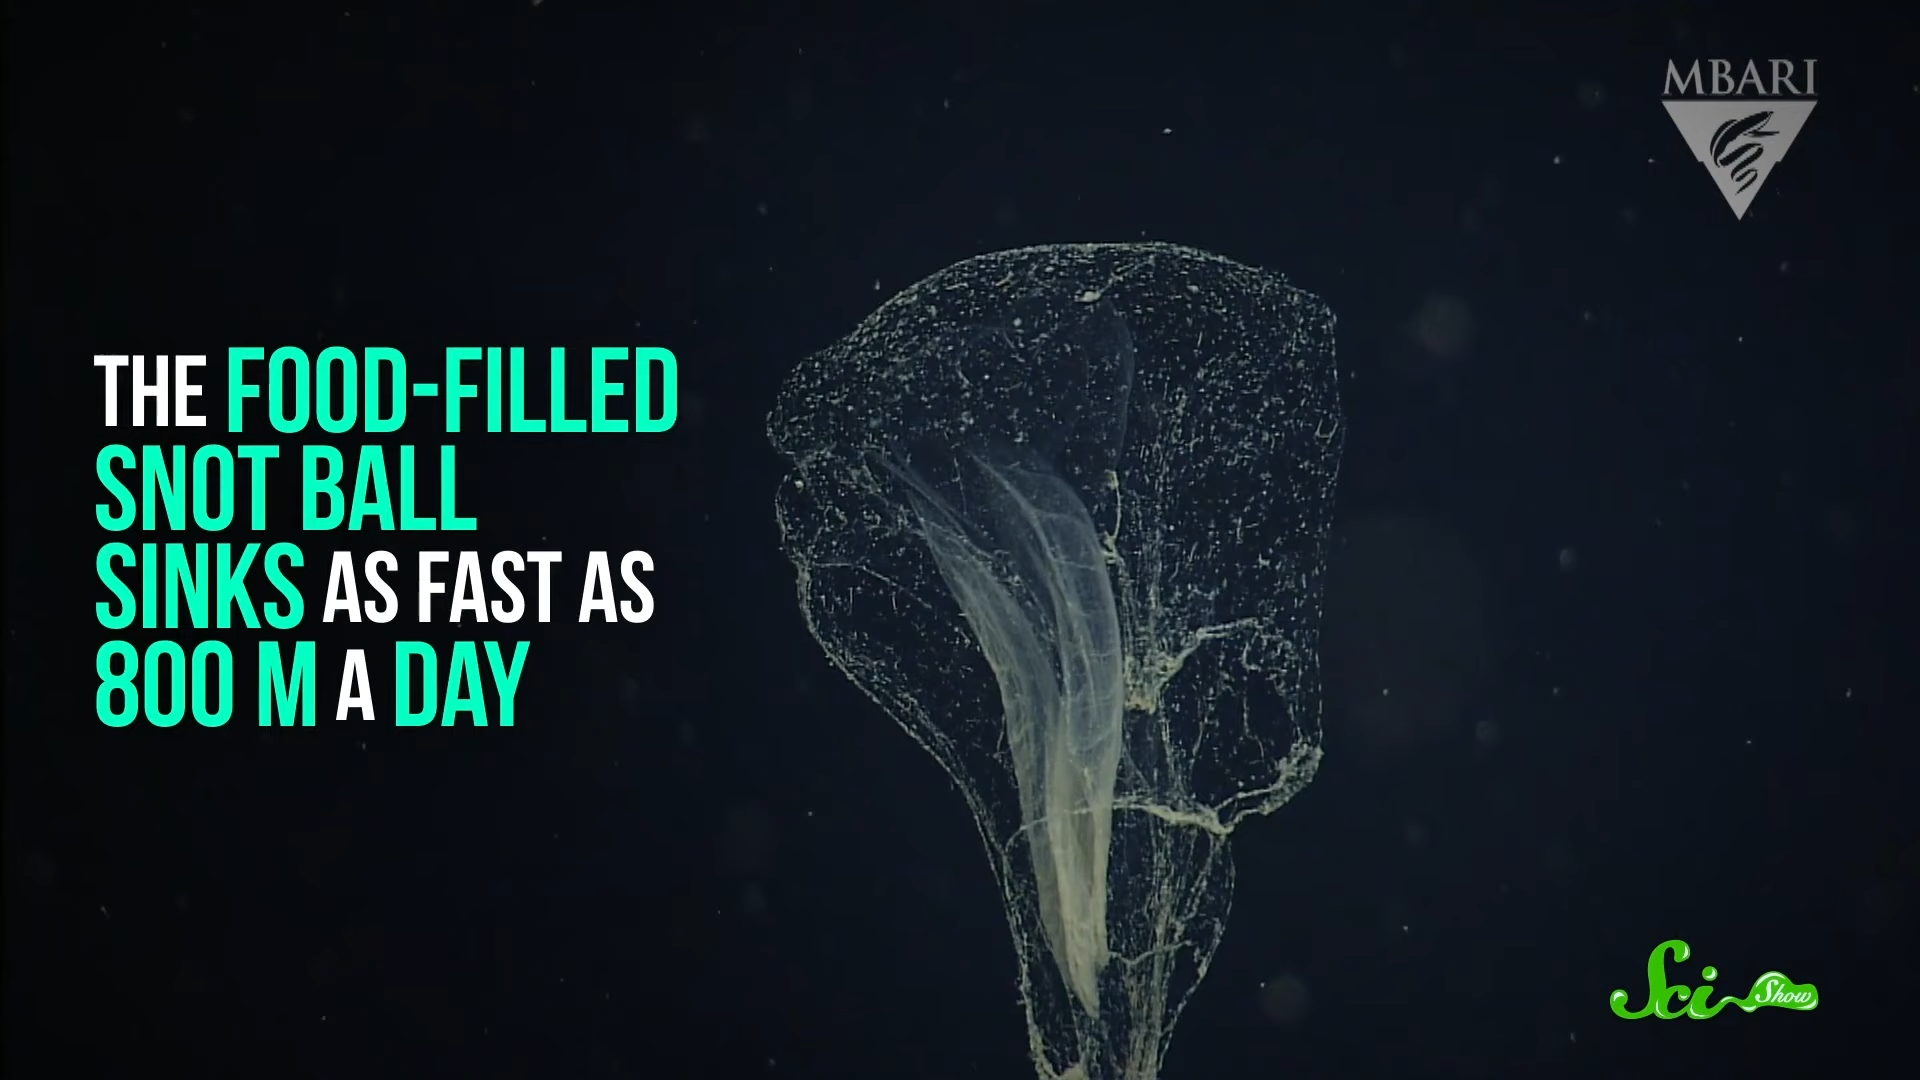 MBARI
THE FOOD-FILLED
SNOT BALL
SINKS AS FAST AS
800 M A DAY
Sci Show